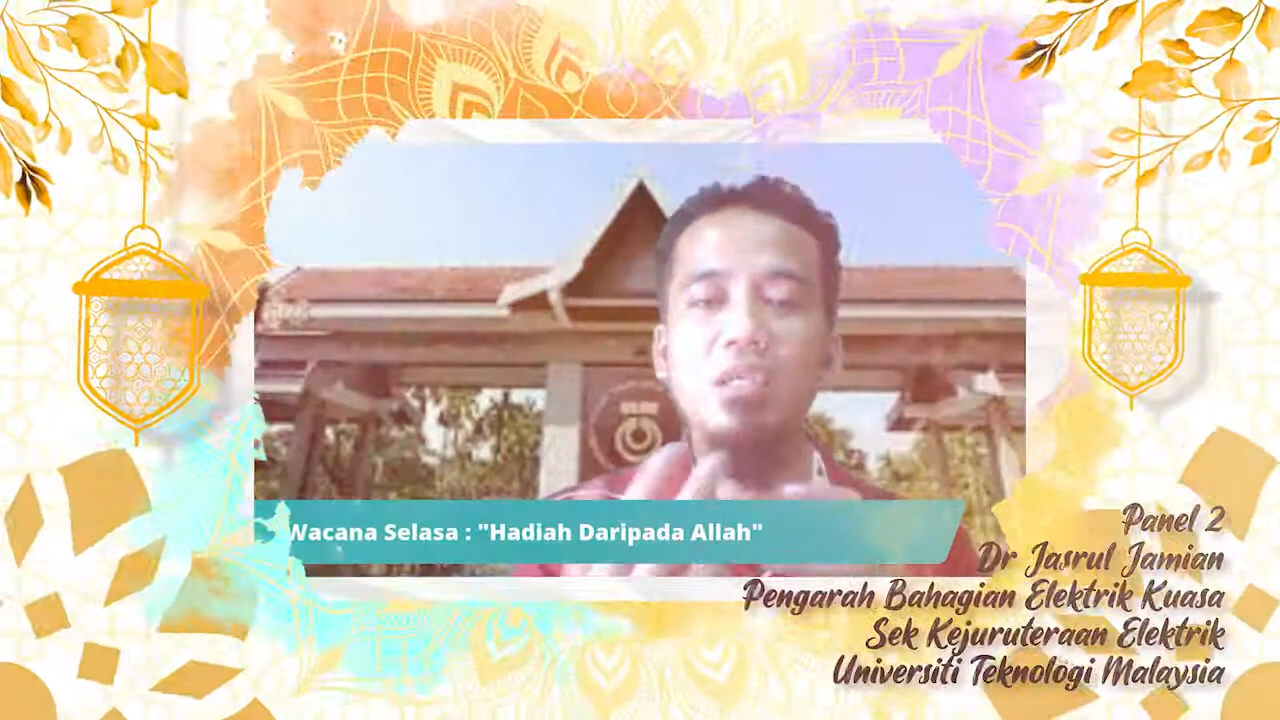 Wacana Selasa : "Hadiah Daripada Allah"
Panel 2
Dr Jasrul Jamian
Pengarah Bahagian Elektrik Kuasa
Sek Kejuruteraan Elektrik
Universiti Teknologi Malaysia